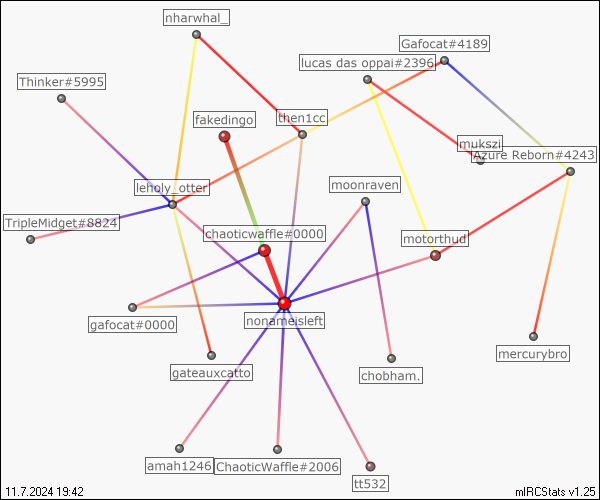 nharwhal_
Gafocat#4189
lucas das oppai#2396
Thinker#5995
fakedingo
then1cc
mukszi
Azure Reborn#4243
leholy_otter
moonraven
TripleMidget#8824
chaoticwaffle#0000
motorthud
gafocat#0000
nonameisleft
mercurybro
gateauxcatto
chobham.
amah1246
ChaoticWaffle#2006
tt532
11.7.2024 19:42
mIRCStats v1.25